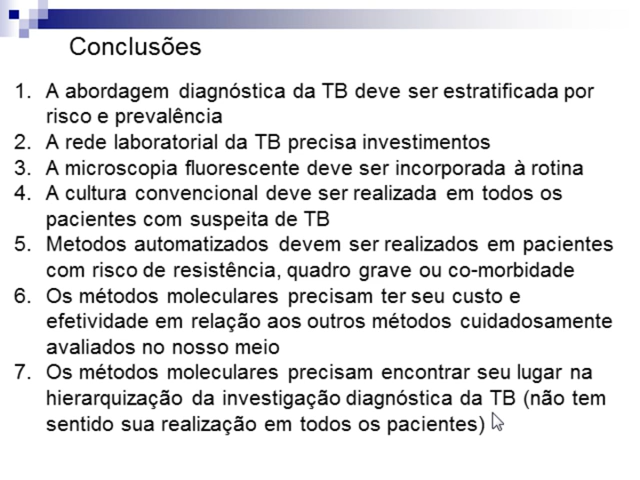 Conclusões
1. A abordagem diagnóstica da TB deve ser estratificada por
risco e prevalência
2. A rede laboratorial da TB precisa investimentos
3. A microscopia fluorescente deve ser incorporada à rotina
4. A cultura convencional deve ser realizada em todos os
pacientes com suspeita de TB
5. Metodos automatizados devem ser realizados em pacientes
com risco de resistência, quadro grave ou co-morbidade
6. Os métodos moleculares precisam ter seu custo e
efetividade em relação aos outros métodos cuidadosamente
avaliados no nosso meio
7. Os métodos moleculares precisam encontrar seu lugar na
hierarquização da investigação diagnóstica da TB (não tem
sentido sua realização em todos os pacientes)